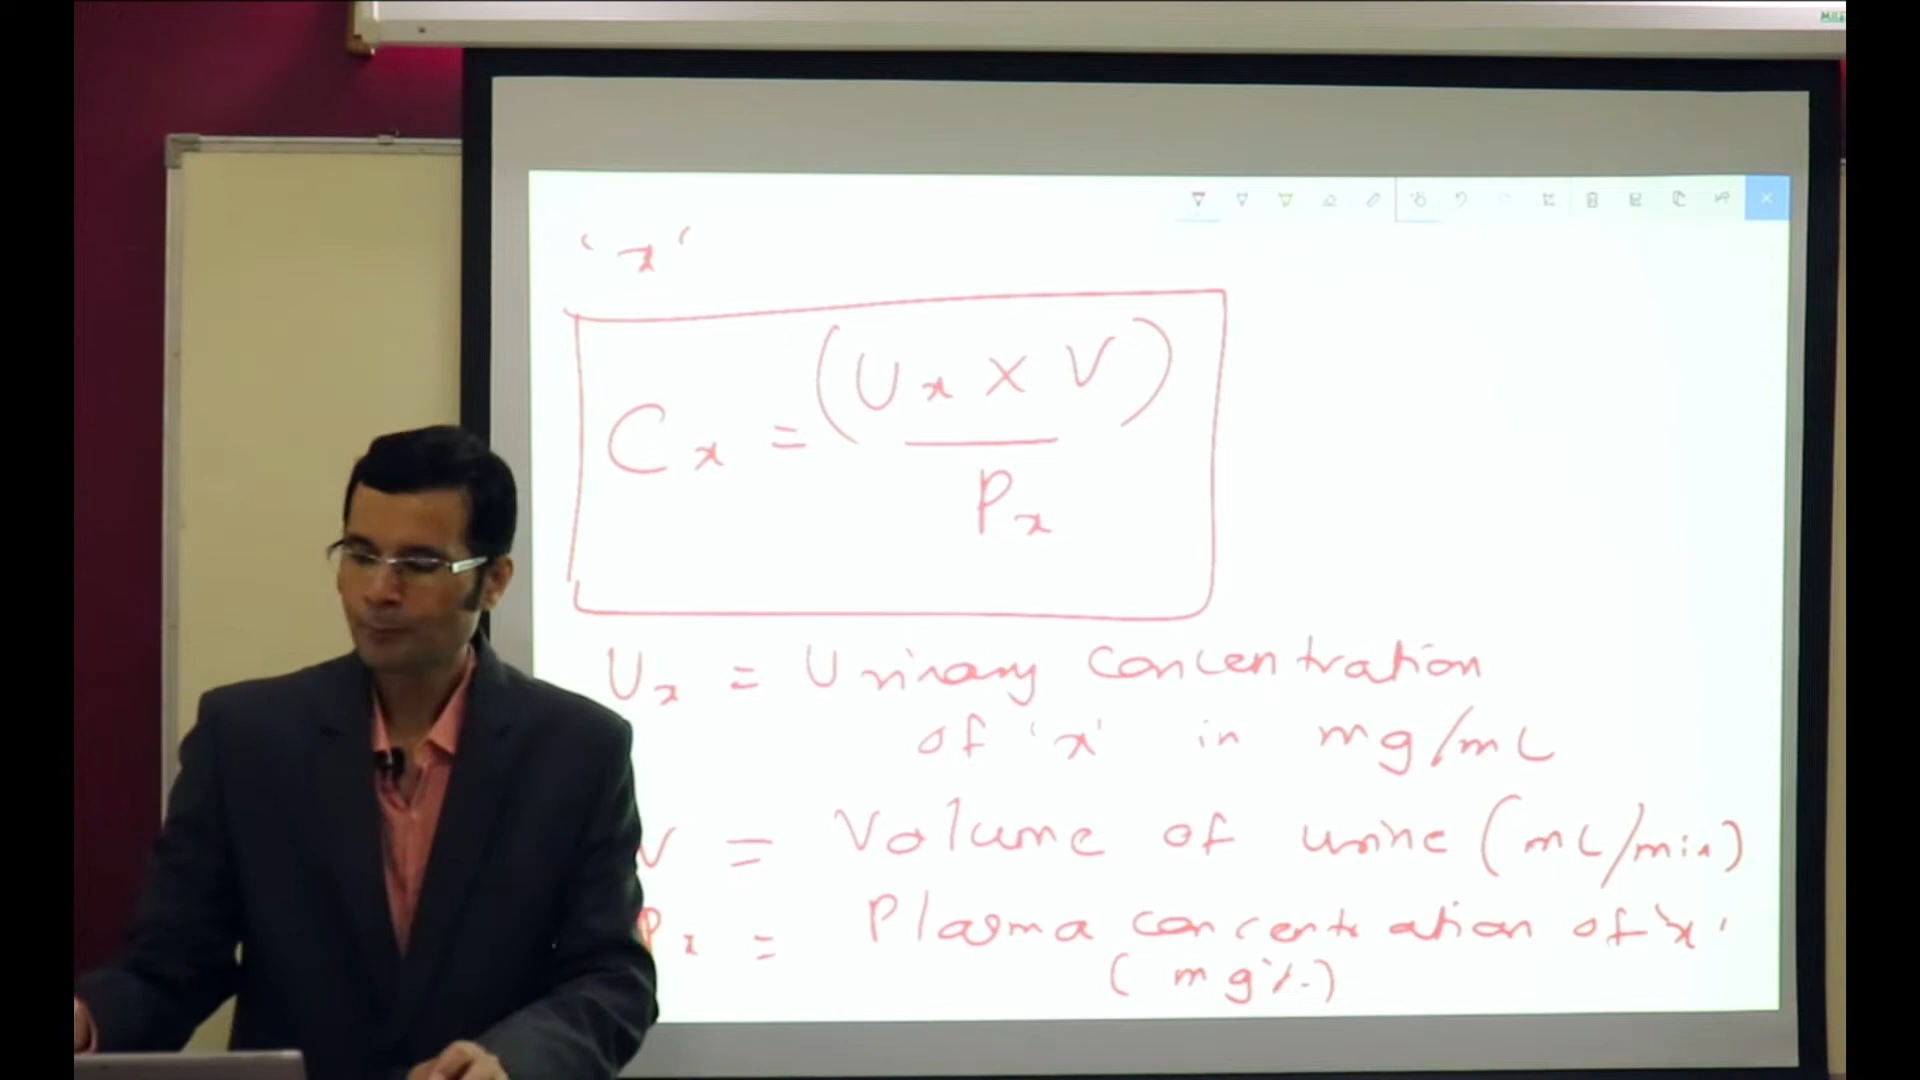 'x'
Cx = (Ux X V)
Px
Ux = Urinary Concentration
of 'x' in mg/mL
V = Volume of urine (mL/min)
Px = Plasma concentration of 'x'
(mg%)